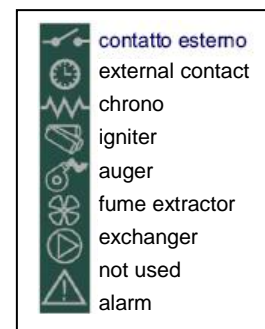 contatto esterno
external contact
chrono
igniter
auger
fume extractor
exchanger
not used
alarm